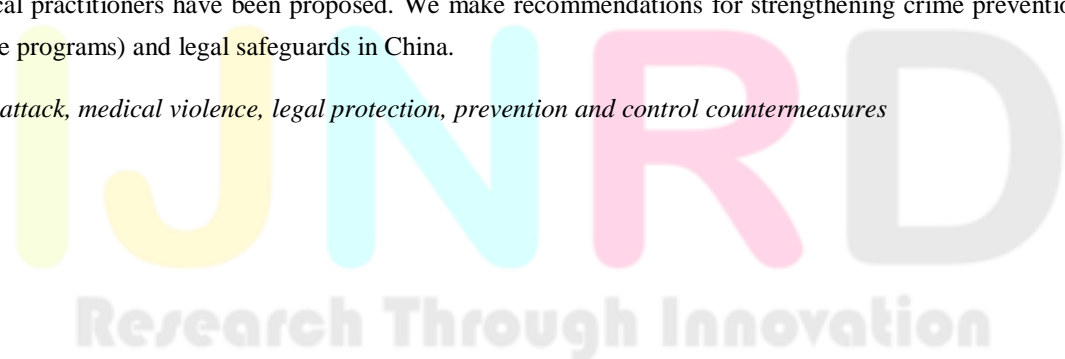 cal practitioners have been proposed. We make recommendations for strengthening crime preventio
e programs) and legal safeguards in China.
attack, medical violence, legal protection, prevention and control countermeasures
IJNRD
Research Through Innovation